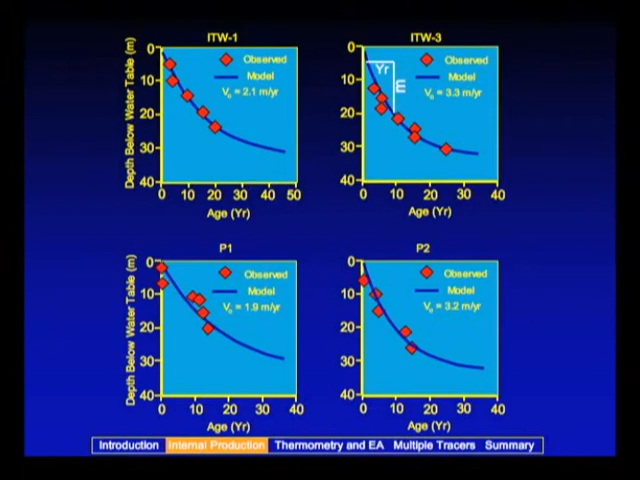 ITW-1
Depth Below Water Table (m)
0
10
20
30
40
Observed
Model
Vo = 2.1 m/yr
0 10 20 30 40 50
Age (Yr)
ITW-3
0
10
20
30
40
Yr
m
Observed
Model
Vo = 3.3 m/yr
0 10 20 30 40
Age (Yr)
P1
Depth Below Water Table (m)
0
10
20
30
40
Observed
Model
Vo = 1.9 m/yr
0 10 20 30 40
Age (Yr)
P2
0
10
20
30
40
Observed
Model
Vo = 3.2 m/yr
0 10 20 30 40
Age (Yr)
Introduction Internal Production Thermometry and EA Multiple Tracers Summary